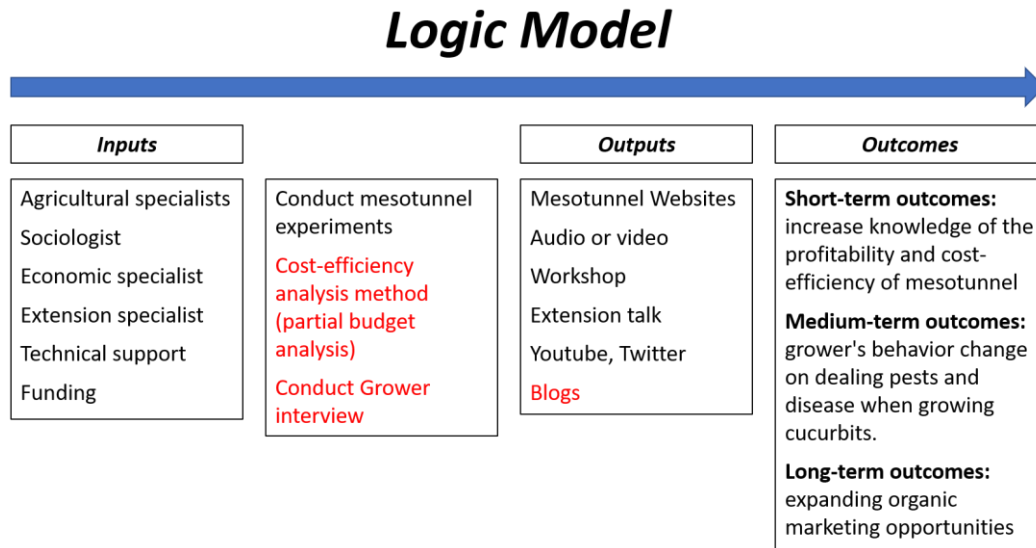 Logic Model
Inputs
Outputs
Outcomes
Agricultural specialists
Sociologist
Economic specialist
Extension specialist
Technical support
Funding
Conduct mesotunnel
experiments
Cost-efficiency
analysis method
(partial budget
analysis)
Conduct Grower
interview
Mesotunnel Websites
Audio or video
Workshop
Extension talk
Youtube, Twitter
Blogs
Short-term outcomes:
increase knowledge of the
profitability and cost-
efficiency of mesotunnel
Medium-term outcomes:
grower's behavior change
on dealing pests and
disease when growing
cucurbits.
Long-term outcomes:
expanding organic
marketing opportunities